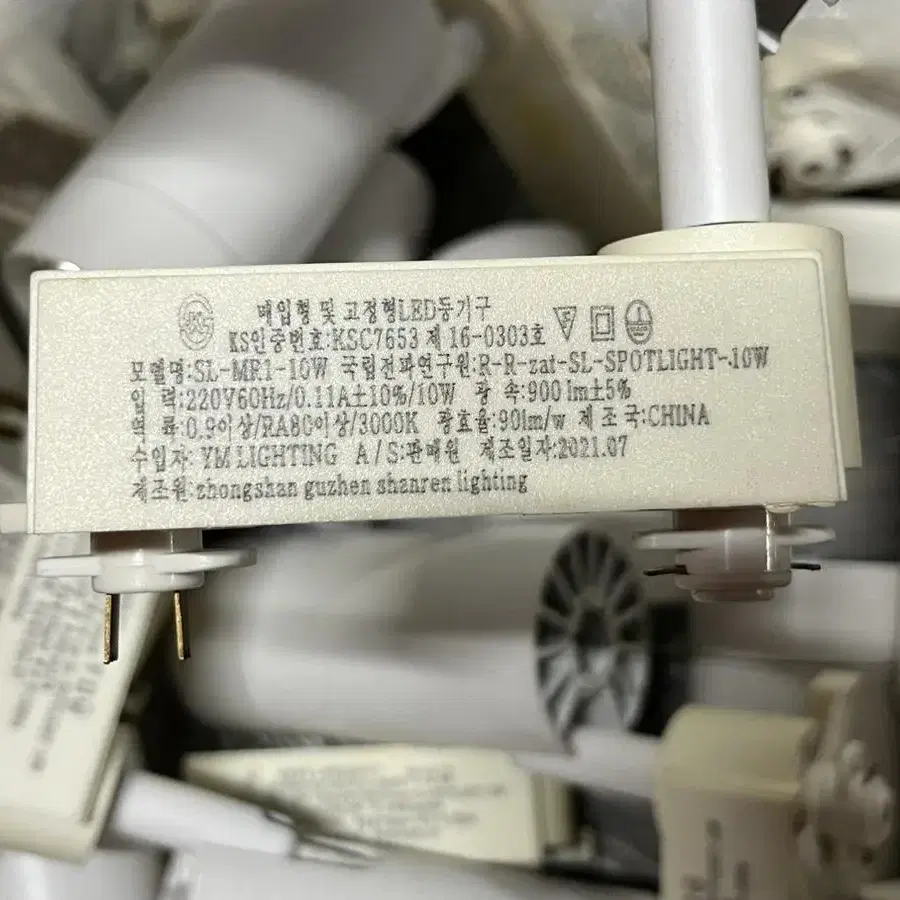 매입형 및 고정형LED등기구
KS인증번호:KSC7653 제 16-0303호
모델명:SL-MR1-10W 국립전파연구원:R-R-zat-SL-SPOTLIGHT-10W
입 력:220V60Hz/0.11A±10%/10W 광 속:900lm±5%
역 률:0.9이상/RA80이상/3000K 광효율:90lm/w 제 조 국:CHINA
수입자: YM LIGHTING A/S:판매원 제조일자:2021.07
제조원:zhongshan guzhen shanren lighting